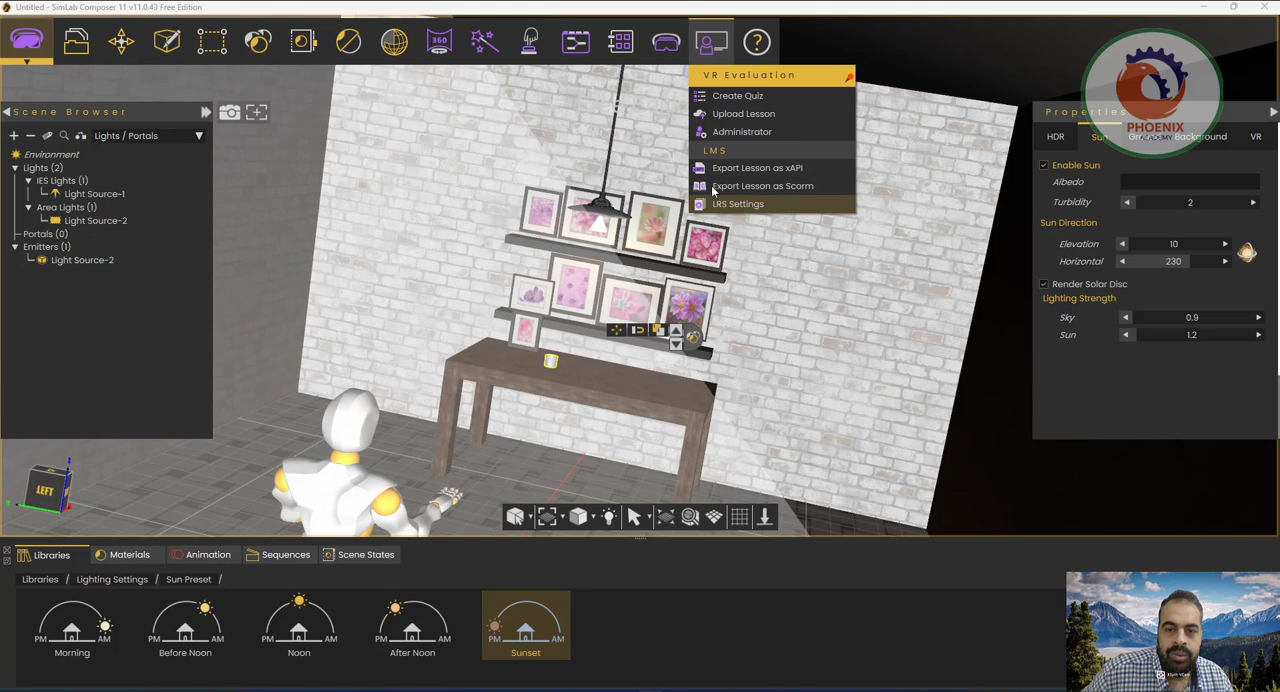 Untitled - SimLab Composer 11 v11.0.43 Free Edition
360
VR Evaluation
Create Quiz
Upload Lesson
Administrator
LMS
Export Lesson as xAPI
Export Lesson as Scorm
LRS Settings
Scene Browser
Lights / Portals
Environment
Lights (2)
IES Lights (1)
Light Source-1
Area Lights (1)
Light Source-2
Portals (0)
Emitters (1)
Light Source-2
PHOENIX
Properties
HDR
Background
VR
Enable Sun
Albedo
Turbidity
2
Sun Direction
Elevation
10
Horizontal
230
Render Solar Disc
Lighting Strength
Sky
0.9
Sun
1.2
LEFT
Libraries
Materials
Animation
Sequences
Scene States
Libraries / Lighting Settings / Sun Preset /
PM AM
Morning
PM AM
Before Noon
PM AM
Noon
PM AM
After Noon
PM AM
Sunset